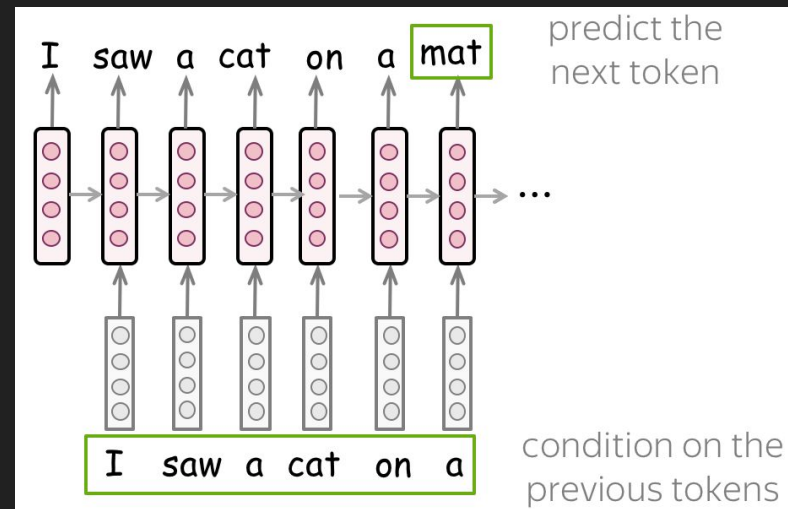 I saw a cat on a mat
predict the
next token
...
I saw a cat on a
condition on the
previous tokens